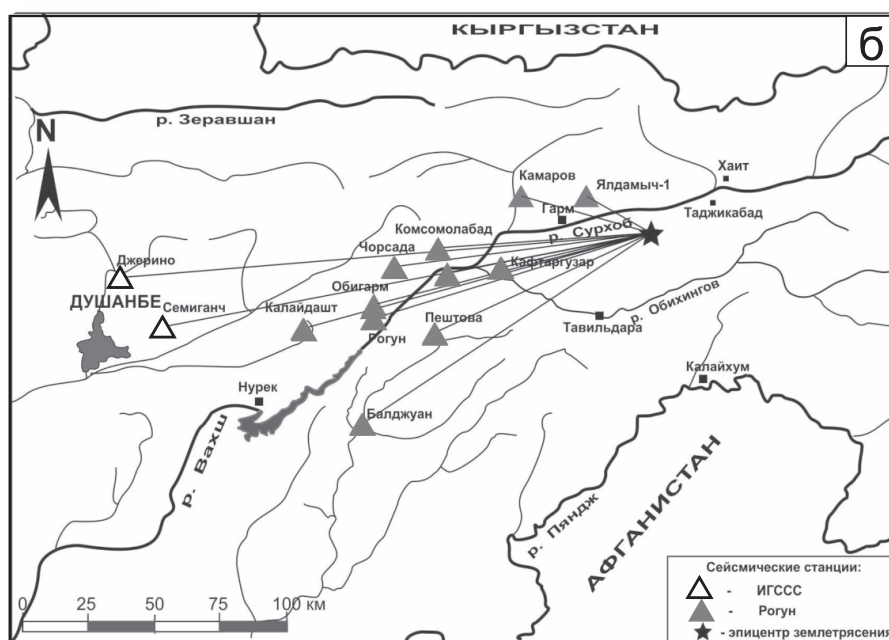 КЫРГЫЗСТАН
б
р. Зеравшан
N
Хаит
Камаров
Ялдамыч-1
Таджикабад
Гарм
р. Сурхоб
Комсомолабад
Чорсада
Джерино
Кафтаргузар
ДУШАНБЕ
Обигарм
Семиганч
Калайдашт
Пештова
р. Обихингов
Рогун
Тавильдара
Калайхум
Нурек
Балджуан
р. Вахш
р. Пяндж
АФГАНИСТАН
Сейсмические станции:
- ИГССС
- Рогун
- эпицентр землетрясения
0 25 50 75 100 км